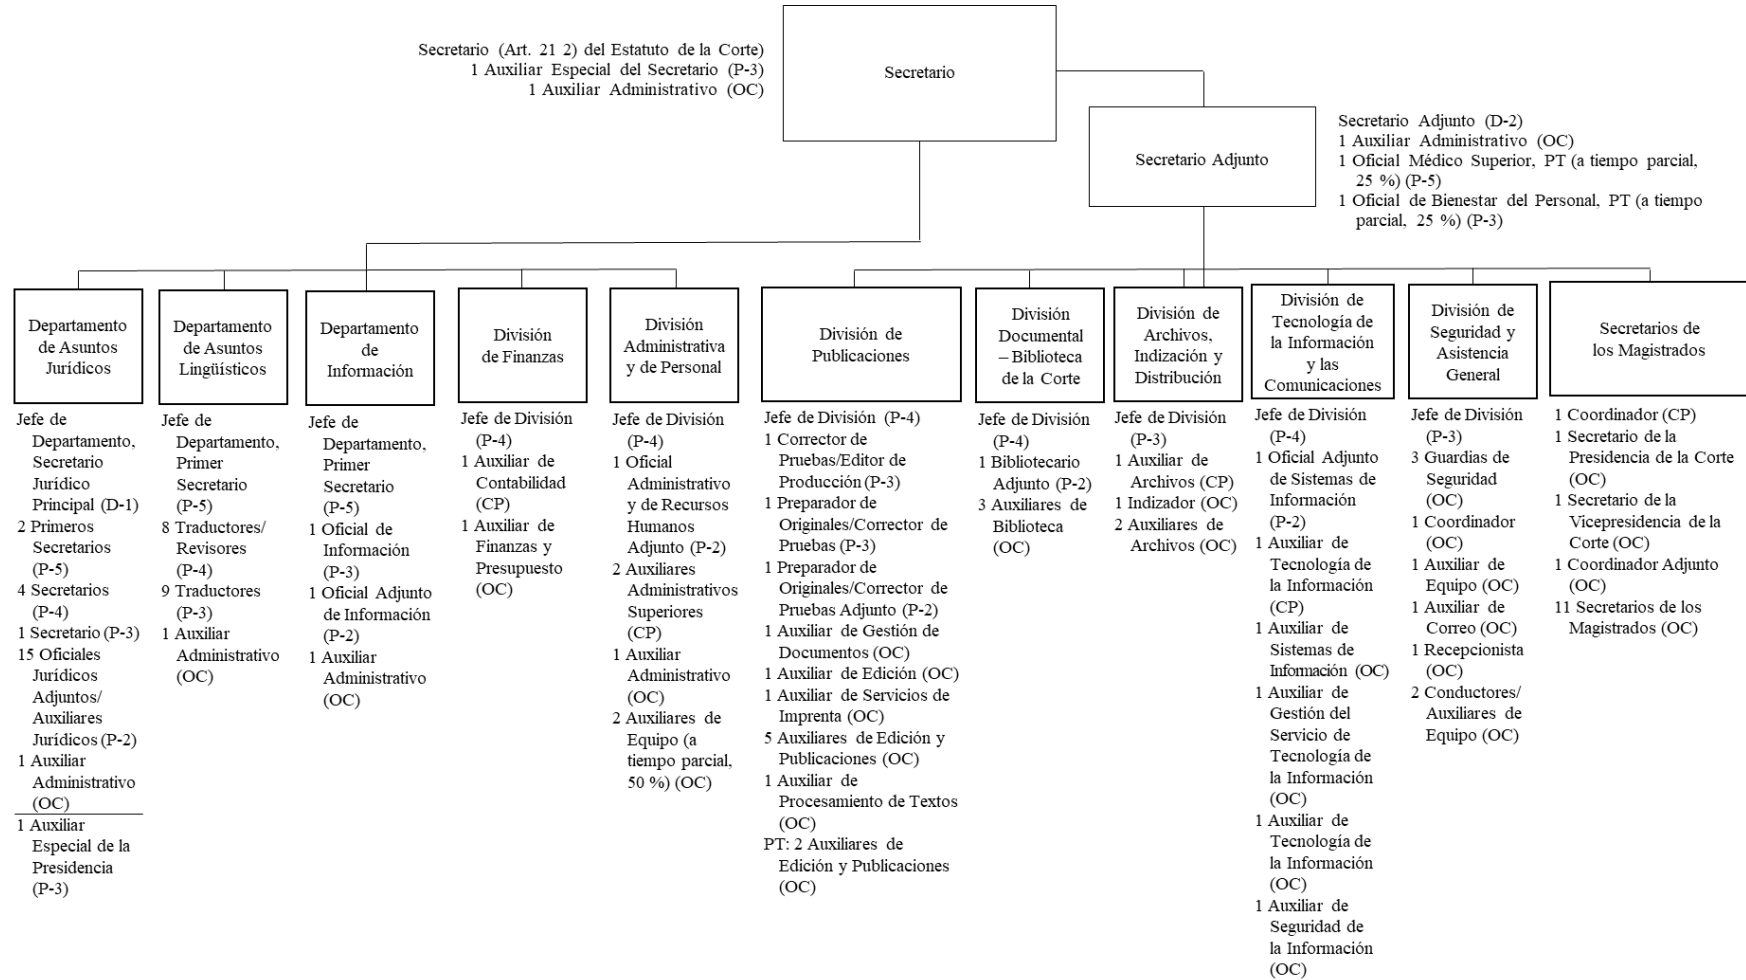 Secretario (Art. 21 2) del Estatuto de la Corte)
1 Auxiliar Especial del Secretario (P-3)
1 Auxiliar Administrativo (OC)
Secretario
Secretario Adjunto
Secretario Adjunto (D-2)
1 Auxiliar Administrativo (OC)
1 Oficial Médico Superior, PT (a tiempo parcial,
25 %) (P-5)
1 Oficial de Bienestar del Personal, PT (a tiempo
parcial, 25 %) (P-3)
Departamento
de Asuntos
Jurídicos
Jefe de
Departamento,
Secretario
Jurídico
Principal (D-1)
2 Primeros
Secretarios
(P-5)
4 Secretarios
(P-4)
1 Secretario (P-3)
15 Oficiales
Jurídicos
Adjuntos/
Auxiliares
Jurídicos (P-2)
1 Auxiliar
Administrativo
(OC)
1 Auxiliar
Especial de la
Presidencia
(P-3)
Departamento
de Asuntos
Lingüísticos
Jefe de
Departamento,
Primer
Secretario
(P-5)
8 Traductores/
Revisores
(P-4)
9 Traductores
(P-3)
1 Auxiliar
Administrativo
(OC)
Departamento
de
Información
Jefe de
Departamento,
Primer
Secretario
(P-5)
1 Oficial de
Información
(P-3)
1 Oficial Adjunto
de Información
(P-2)
1 Auxiliar
Administrativo
(OC)
División
de Finanzas
Jefe de División
(P-4)
1 Auxiliar de
Contabilidad
(CP)
1 Auxiliar de
Finanzas y
Presupuesto
(OC)
División
Administrativa
y de Personal
Jefe de División
(P-4)
1 Oficial
Administrativo
y de Recursos
Humanos
Adjunto (P-2)
2 Auxiliares
Administrativos
Superiores
(CP)
1 Auxiliar
Administrativo
(OC)
2 Auxiliares de
Equipo (a
tiempo parcial,
50 %) (OC)
División de
Publicaciones
Jefe de División (P-4)
1 Corrector de
Pruebas/Editor de
Producción (P-3)
1 Preparador de
Originales/Corrector de
Pruebas (P-3)
1 Preparador de
Originales/Corrector de
Pruebas Adjunto (P-2)
1 Auxiliar de Gestión de
Documentos (OC)
1 Auxiliar de Edición (OC)
1 Auxiliar de Servicios de
Imprenta (OC)
5 Auxiliares de Edición y
Publicaciones (OC)
1 Auxiliar de
Procesamiento de Textos
(OC)
PT: 2 Auxiliares de
Edición y Publicaciones
(OC)
División
Documental
– Biblioteca
de la Corte
Jefe de División
(P-4)
1 Bibliotecario
Adjunto (P-2)
3 Auxiliares de
Biblioteca
(OC)
División de
Archivos,
Indización y
Distribución
Jefe de División
(P-3)
1 Auxiliar de
Archivos (CP)
1 Indizador (OC)
2 Auxiliares de
Archivos (OC)
División de
Tecnología de
la Información
y las
Comunicaciones
Jefe de División
(P-4)
1 Oficial Adjunto
de Sistemas de
Información
(P-2)
1 Auxiliar de
Tecnología de
la Información
(CP)
1 Auxiliar de
Sistemas de
Información (OC)
1 Auxiliar de
Gestión del
Servicio de
Tecnología de
la Información
(OC)
1 Auxiliar de
Tecnología de
la Información
(OC)
1 Auxiliar de
Seguridad de
la Información
(OC)
División de
Seguridad y
Asistencia
General
Jefe de División
(P-3)
3 Guardias de
Seguridad
(OC)
1 Coordinador
(OC)
1 Auxiliar de
Equipo (OC)
1 Auxiliar de
Correo (OC)
1 Recepcionista
(OC)
2 Conductores/
Auxiliares de
Equipo (OC)
Secretarios de
los Magistrados
1 Coordinador (CP)
1 Secretario de la
Presidencia de la Corte
(OC)
1 Secretario de la
Vicepresidencia de la
Corte (OC)
1 Coordinador Adjunto
(OC)
11 Secretarios de los
Magistrados (OC)